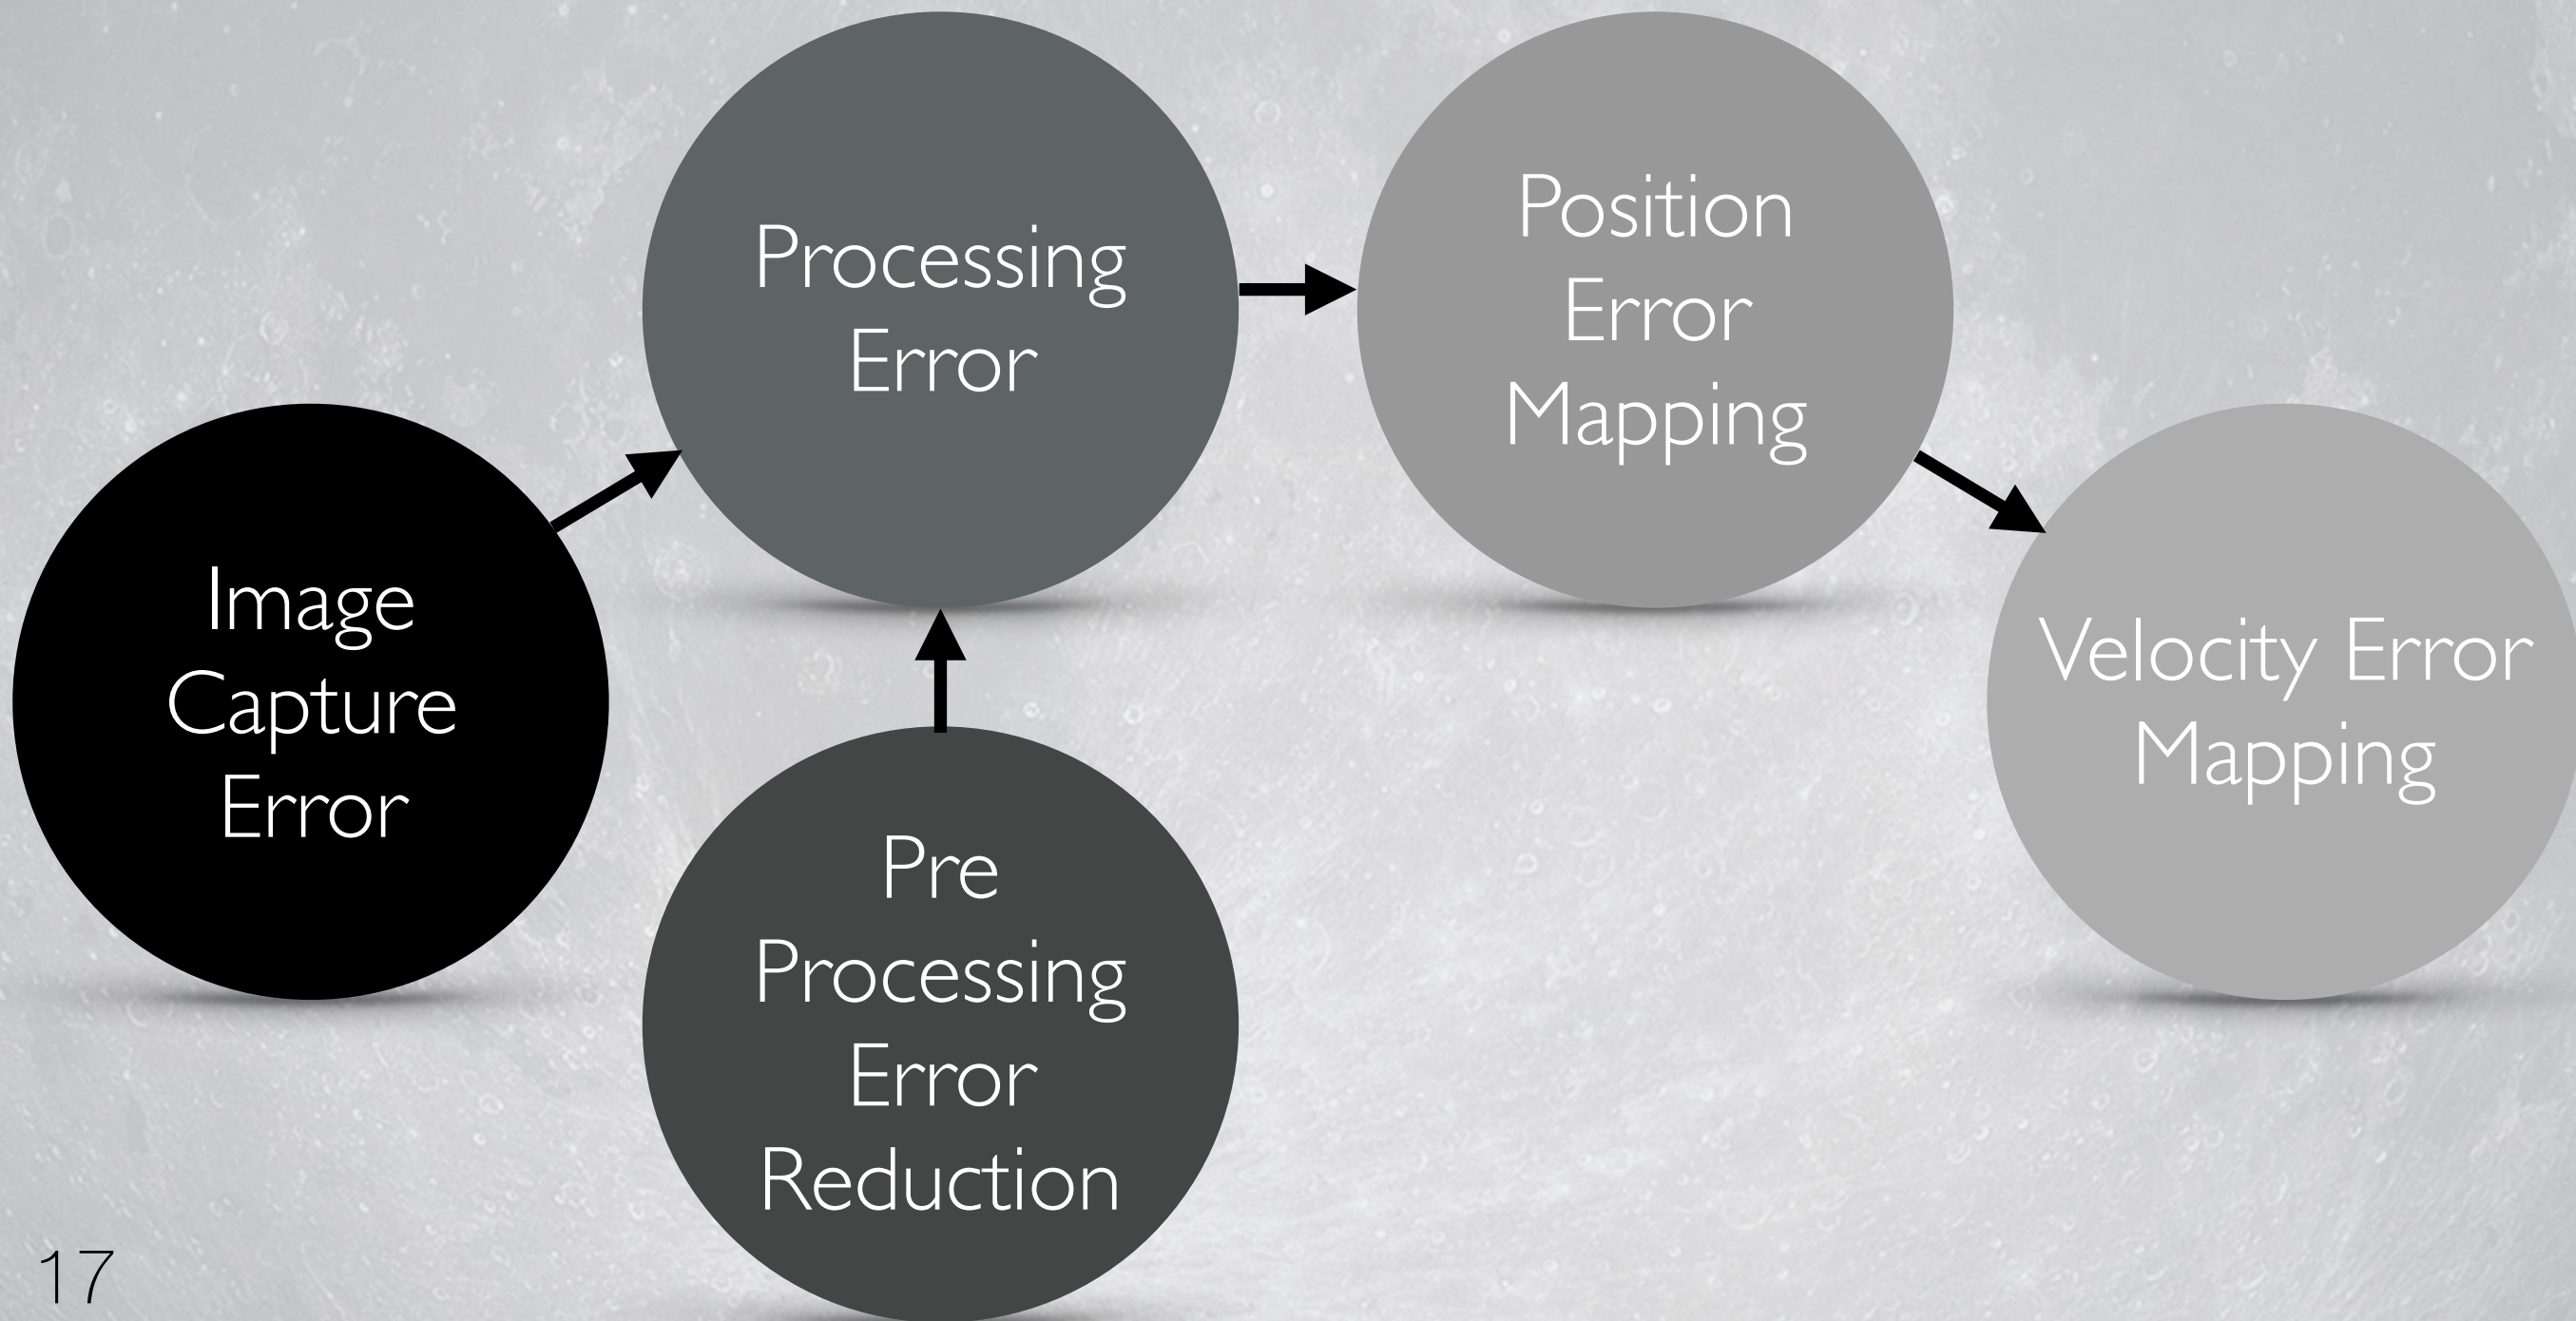 Image
Capture
Error
Processing
Error
Pre
Processing
Error
Reduction
Position
Error
Mapping
Velocity Error
Mapping
17